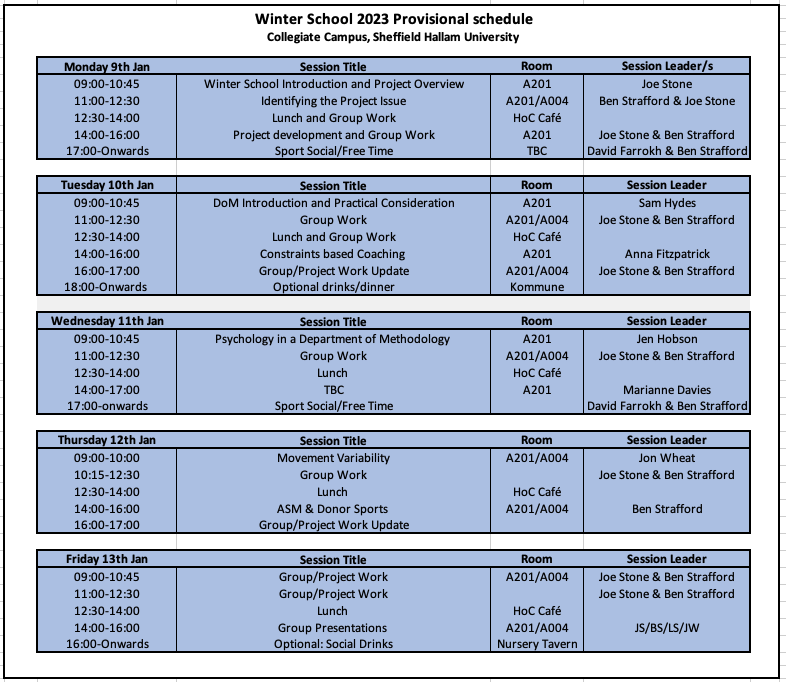 Winter School 2023 Provisional schedule
Collegiate Campus, Sheffield Hallam University
Monday 9th Jan Session Title Room Session Leader/s
09:00-10:45 Winter School Introduction and Project Overview A201 Joe Stone
11:00-12:30 Identifying the Project Issue A201/A004 Ben Strafford & Joe Stone
12:30-14:00 Lunch and Group Work HoC Café
14:00-16:00 Project development and Group Work A201 Joe Stone & Ben Strafford
17:00-Onwards Sport Social/Free Time TBC David Farrokh & Ben Strafford
Tuesday 10th Jan Session Title Room Session Leader
09:00-10:45 DoM Introduction and Practical Consideration A201 Sam Hydes
11:00-12:30 Group Work A201/A004 Joe Stone & Ben Strafford
12:30-14:00 Lunch and Group Work HoC Café
14:00-16:00 Constraints based Coaching A201 Anna Fitzpatrick
16:00-17:00 Group/Project Work Update A201/A004 Joe Stone & Ben Strafford
18:00-Onwards Optional drinks/dinner Kommune
Wednesday 11th Jan Session Title Room Session Leader
09:00-10:45 Psychology in a Department of Methodology A201 Jen Hobson
11:00-12:30 Group Work A201/A004 Joe Stone & Ben Strafford
12:30-14:00 Lunch HoC Café
14:00-17:00 TBC A201 Marianne Davies
17:00-onwards Sport Social/Free Time David Farrokh & Ben Strafford
Thursday 12th Jan Session Title Room Session Leader
09:00-10:00 Movement Variability A201/A004 Jon Wheat
10:15-12:30 Group Work Joe Stone & Ben Strafford
12:30-14:00 Lunch HoC Café
14:00-16:00 ASM & Donor Sports A201/A004 Ben Strafford
16:00-17:00 Group/Project Work Update
Friday 13th Jan Session Title Room Session Leader
09:00-10:45 Group/Project Work A201/A004 Joe Stone & Ben Strafford
11:00-12:30 Group/Project Work Joe Stone & Ben Strafford
12:30-14:00 Lunch HoC Café
14:00-16:00 Group Presentations A201/A004 JS/BS/LS/JW
16:00-Onwards Optional: Social Drinks Nursery Tavern